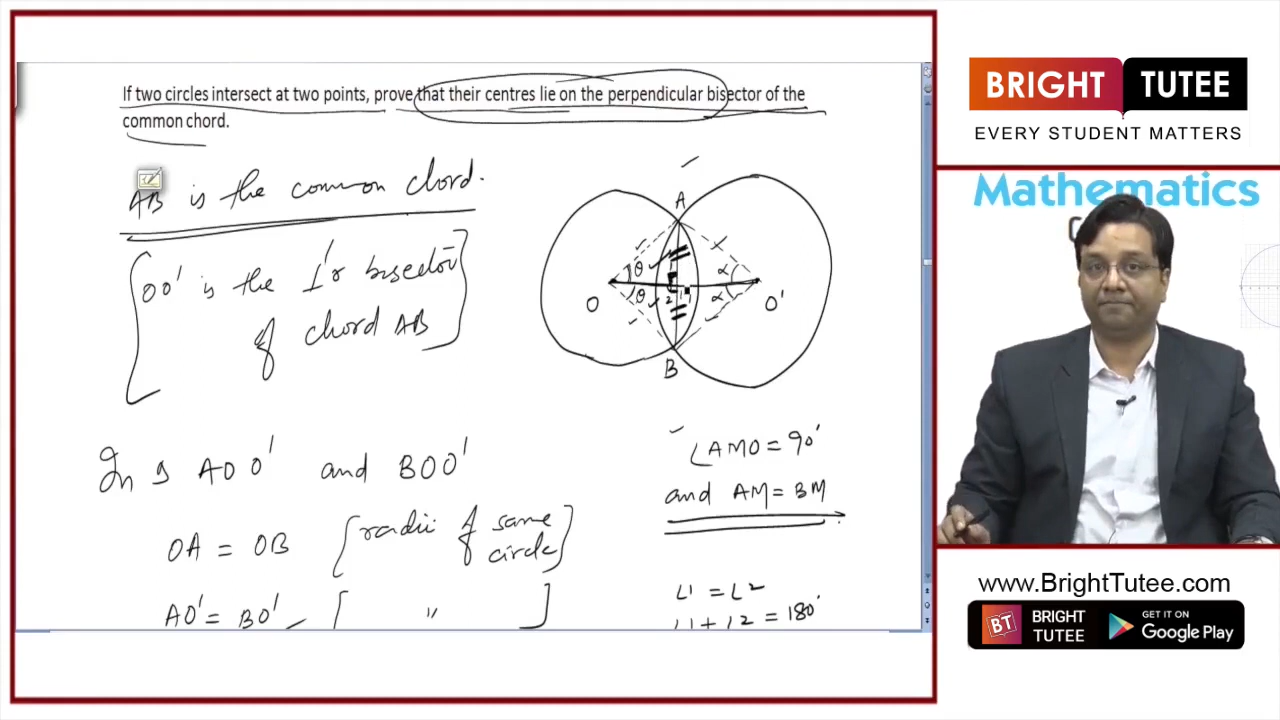 If two circles intersect at two points, prove that their centres lie on the perpendicular bisector of the
common chord.
AB is the common chord.
OO' is the ⊥'r bisector
of chord AB
A
θ
α
O
θ
2
α
O'
B
In Δs AOO' and BOO'
OA = OB [radii of same
circle]
AO' = BO' [ " ]
∠AMO = 90°
and AM = BM
∠1 = ∠2
∠1 + ∠2 = 180°
BRIGHT TUTEE
EVERY STUDENT MATTERS
Mathematics
www.BrightTutee.com
BT
BRIGHT
TUTEE
GET IT ON
Google Play